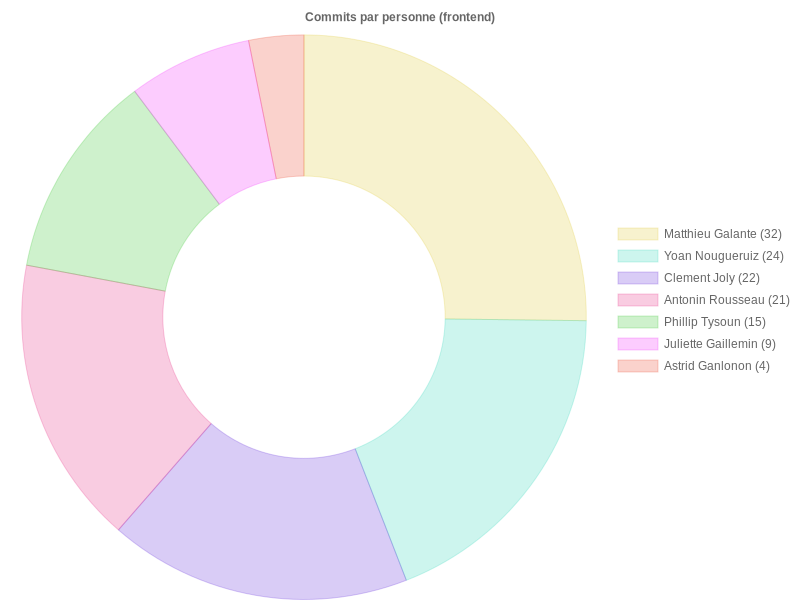 Commits par personne (frontend)
Matthieu Galante (32)
Yoan Nougueruiz (24)
Clement Joly (22)
Antonin Rousseau (21)
Phillip Tysoun (15)
Juliette Gaillemin (9)
Astrid Ganlonon (4)